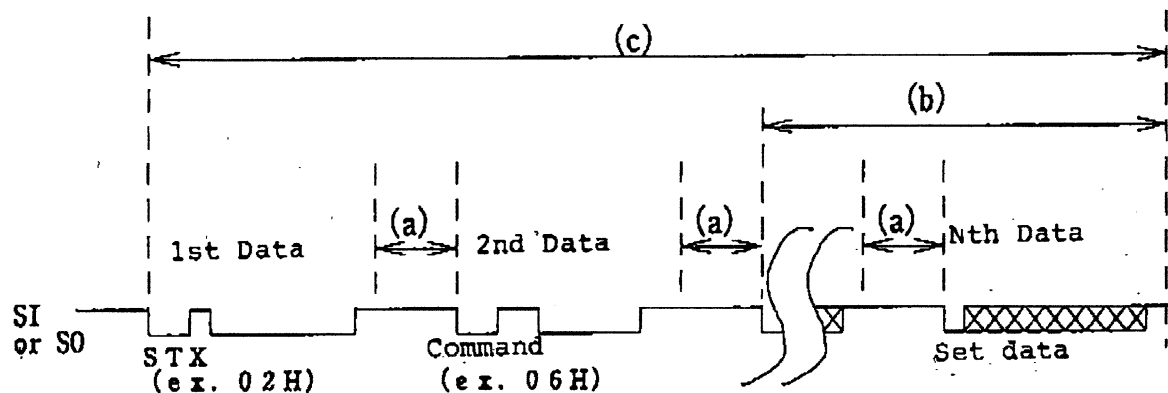 (c)
(b)
(a)
(a)
(a)
1st Data
2nd Data
Nth Data
SI
or SO
STX
(ex. 02H)
Command
(ex. 06H)
Set data